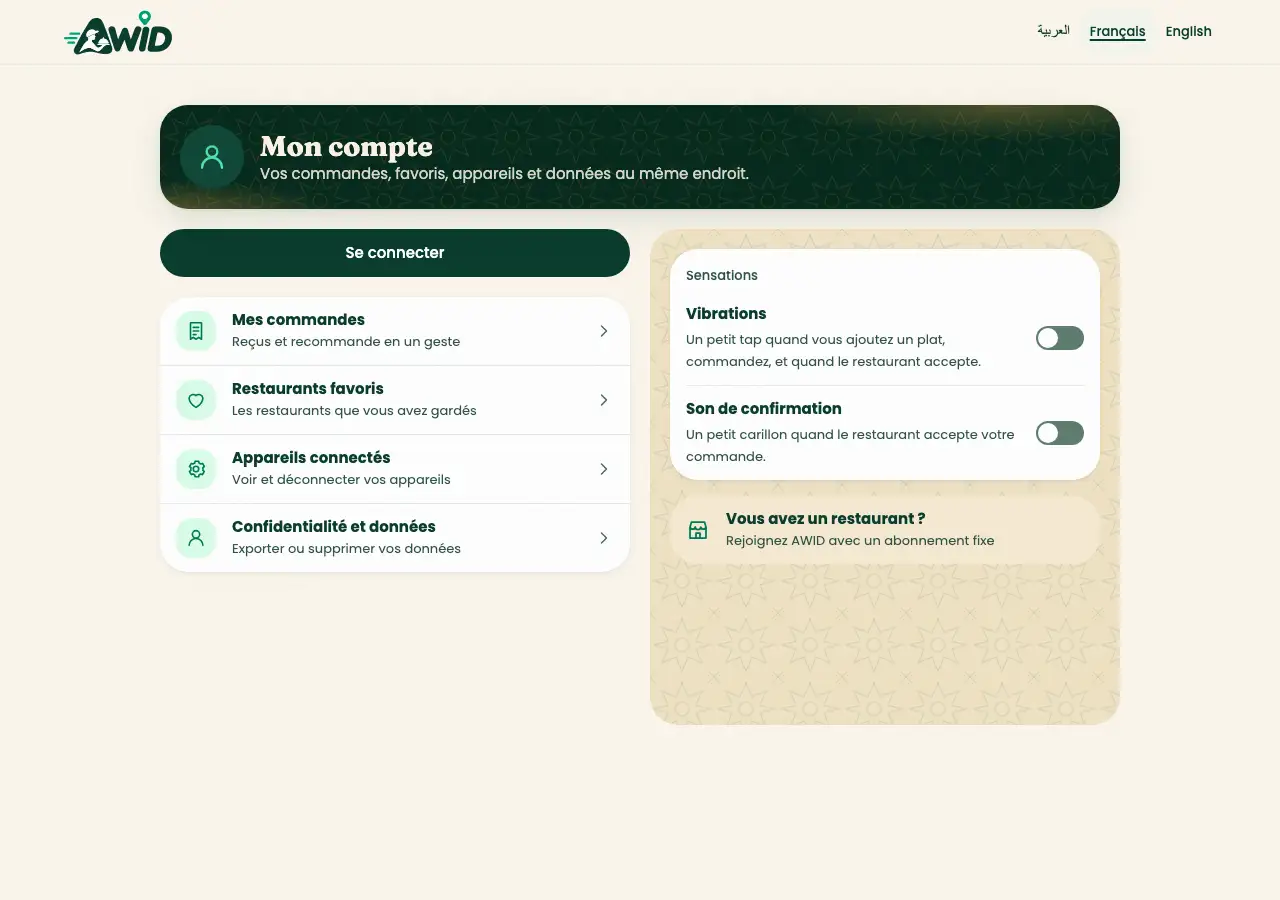 AWID
العربية
Français
English
Mon compte
Vos commandes, favoris, appareils et données au même endroit.
Se connecter
Mes commandes
Reçus et recommande en un geste
Restaurants favoris
Les restaurants que vous avez gardés
Appareils connectés
Voir et déconnecter vos appareils
Confidentialité et données
Exporter ou supprimer vos données
Sensations
Vibrations
Un petit tap quand vous ajoutez un plat,
commandez, et quand le restaurant accepte.
Son de confirmation
Un petit carillon quand le restaurant accepte votre
commande.
Vous avez un restaurant ?
Rejoignez AWID avec un abonnement fixe